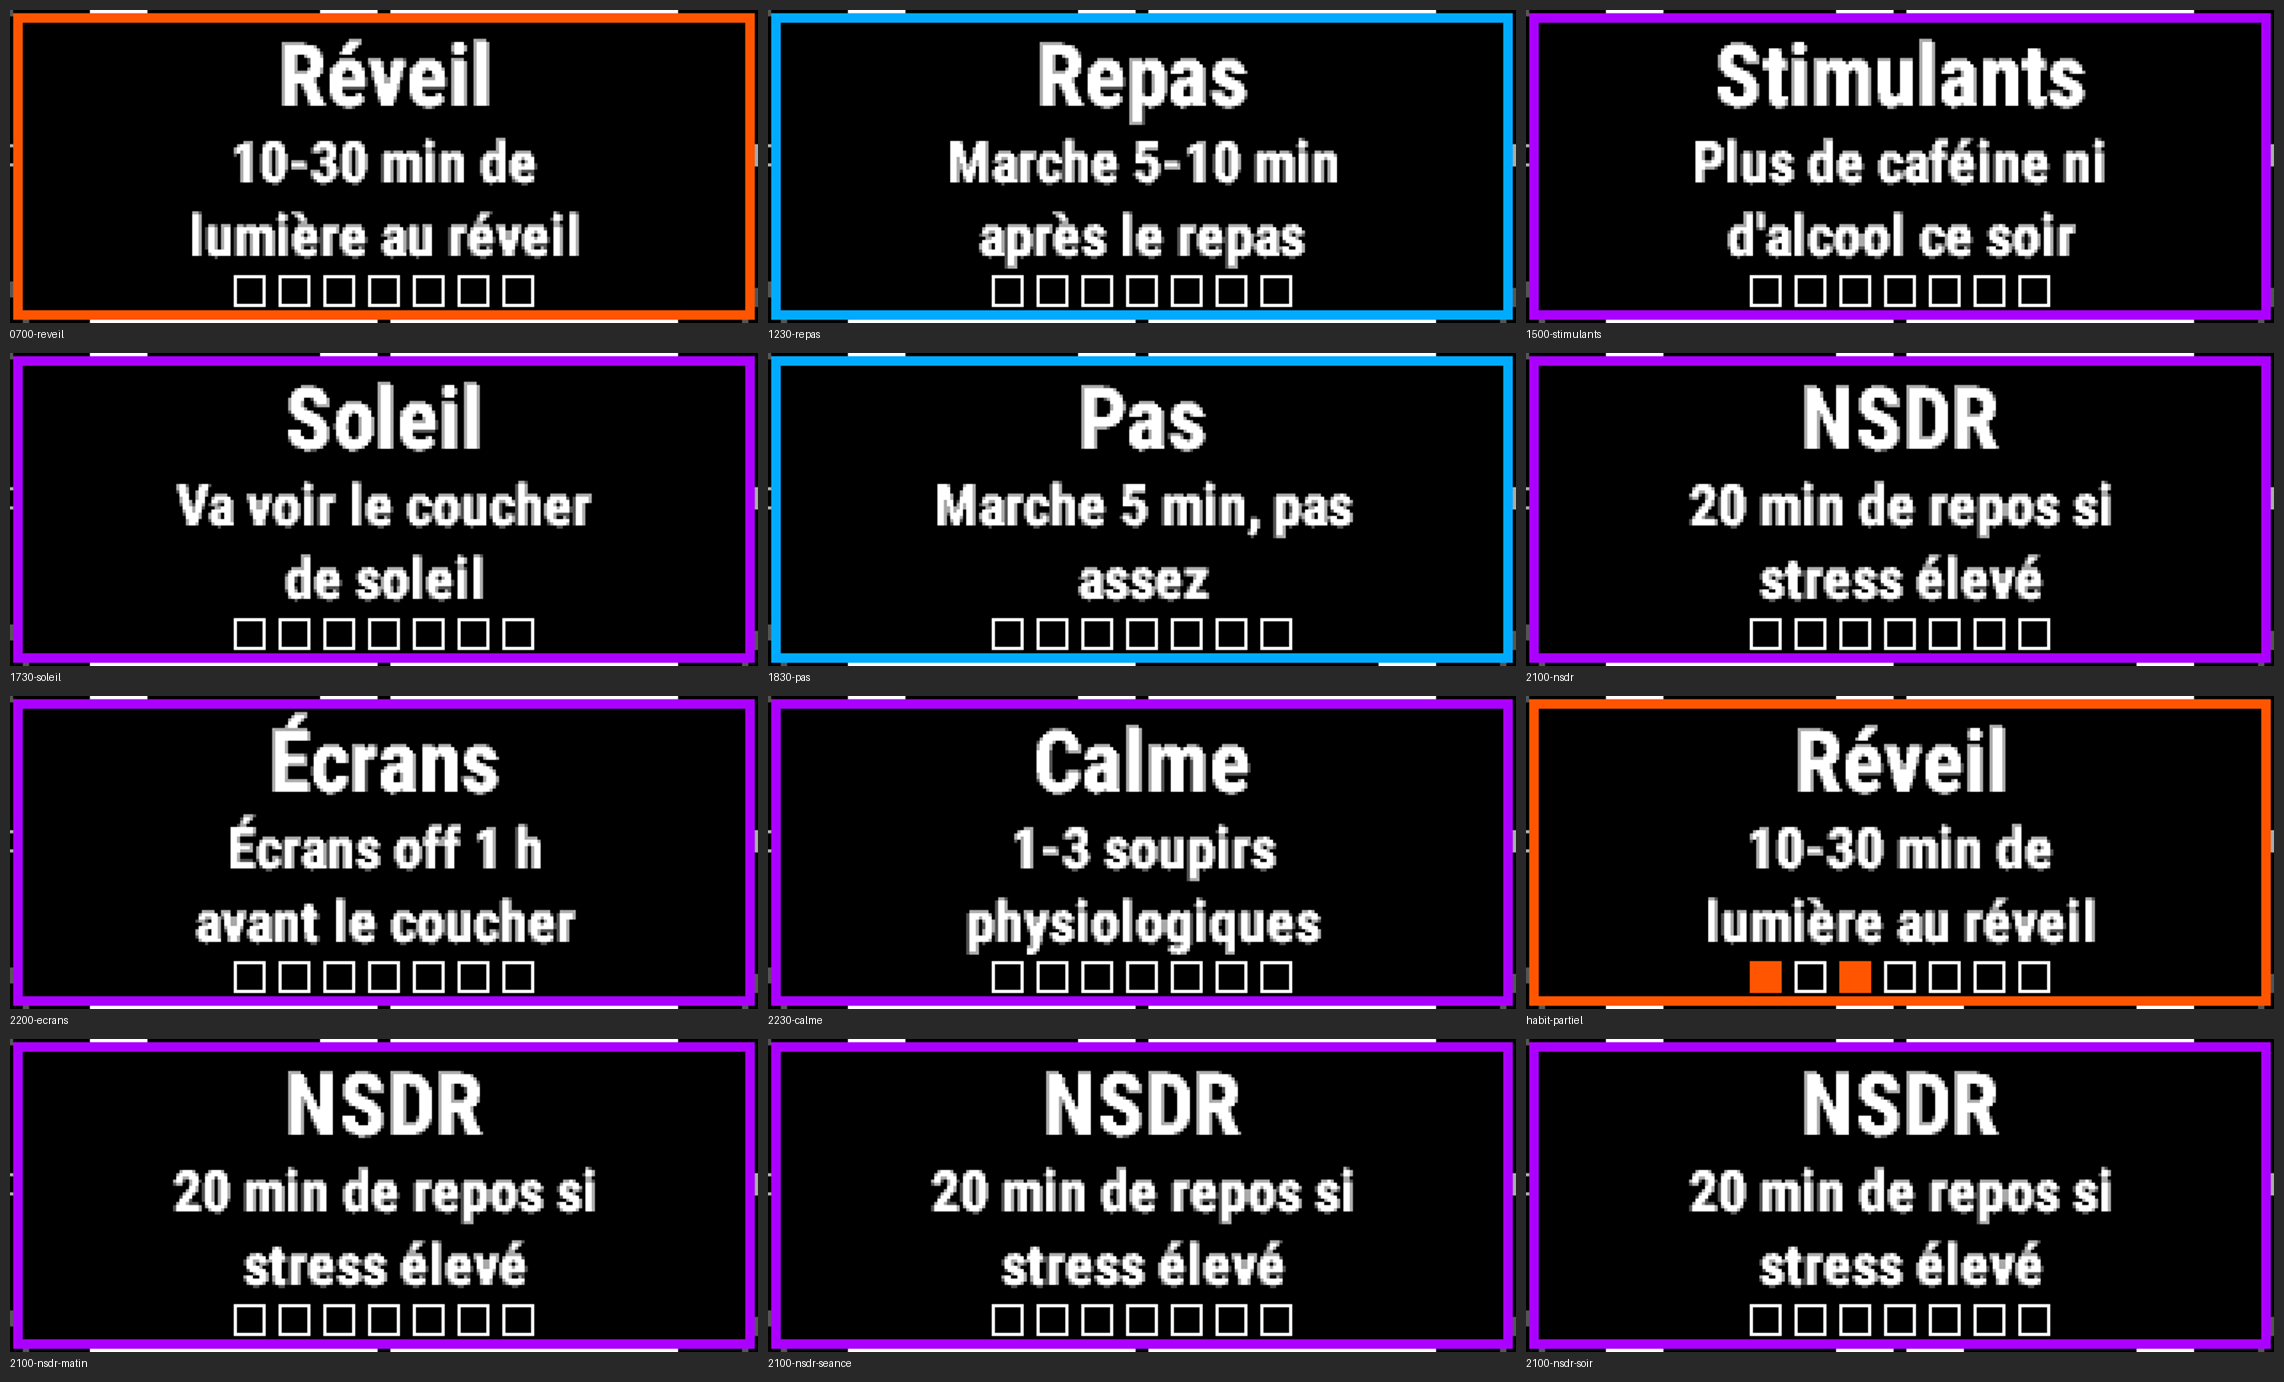 Réveil
10-30 min de
lumière au réveil
0700-reveil
Repas
Marche 5-10 min
après le repas
1230-repas
Stimulants
Plus de caféine ni
d'alcool ce soir
1500-stimulants
Soleil
Va voir le coucher
de soleil
1730-soleil
Pas
Marche 5 min, pas
assez
1830-pas
NSDR
20 min de repos si
stress élevé
2100-nsdr
Écrans
Écrans off 1 h
avant le coucher
2200-ecrans
Calme
1-3 soupirs
physiologiques
2230-calme
Réveil
10-30 min de
lumière au réveil
habit-partiel
NSDR
20 min de repos si
stress élevé
2100-nsdr-matin
NSDR
20 min de repos si
stress élevé
2100-nsdr-seance
NSDR
20 min de repos si
stress élevé
2100-nsdr-soir